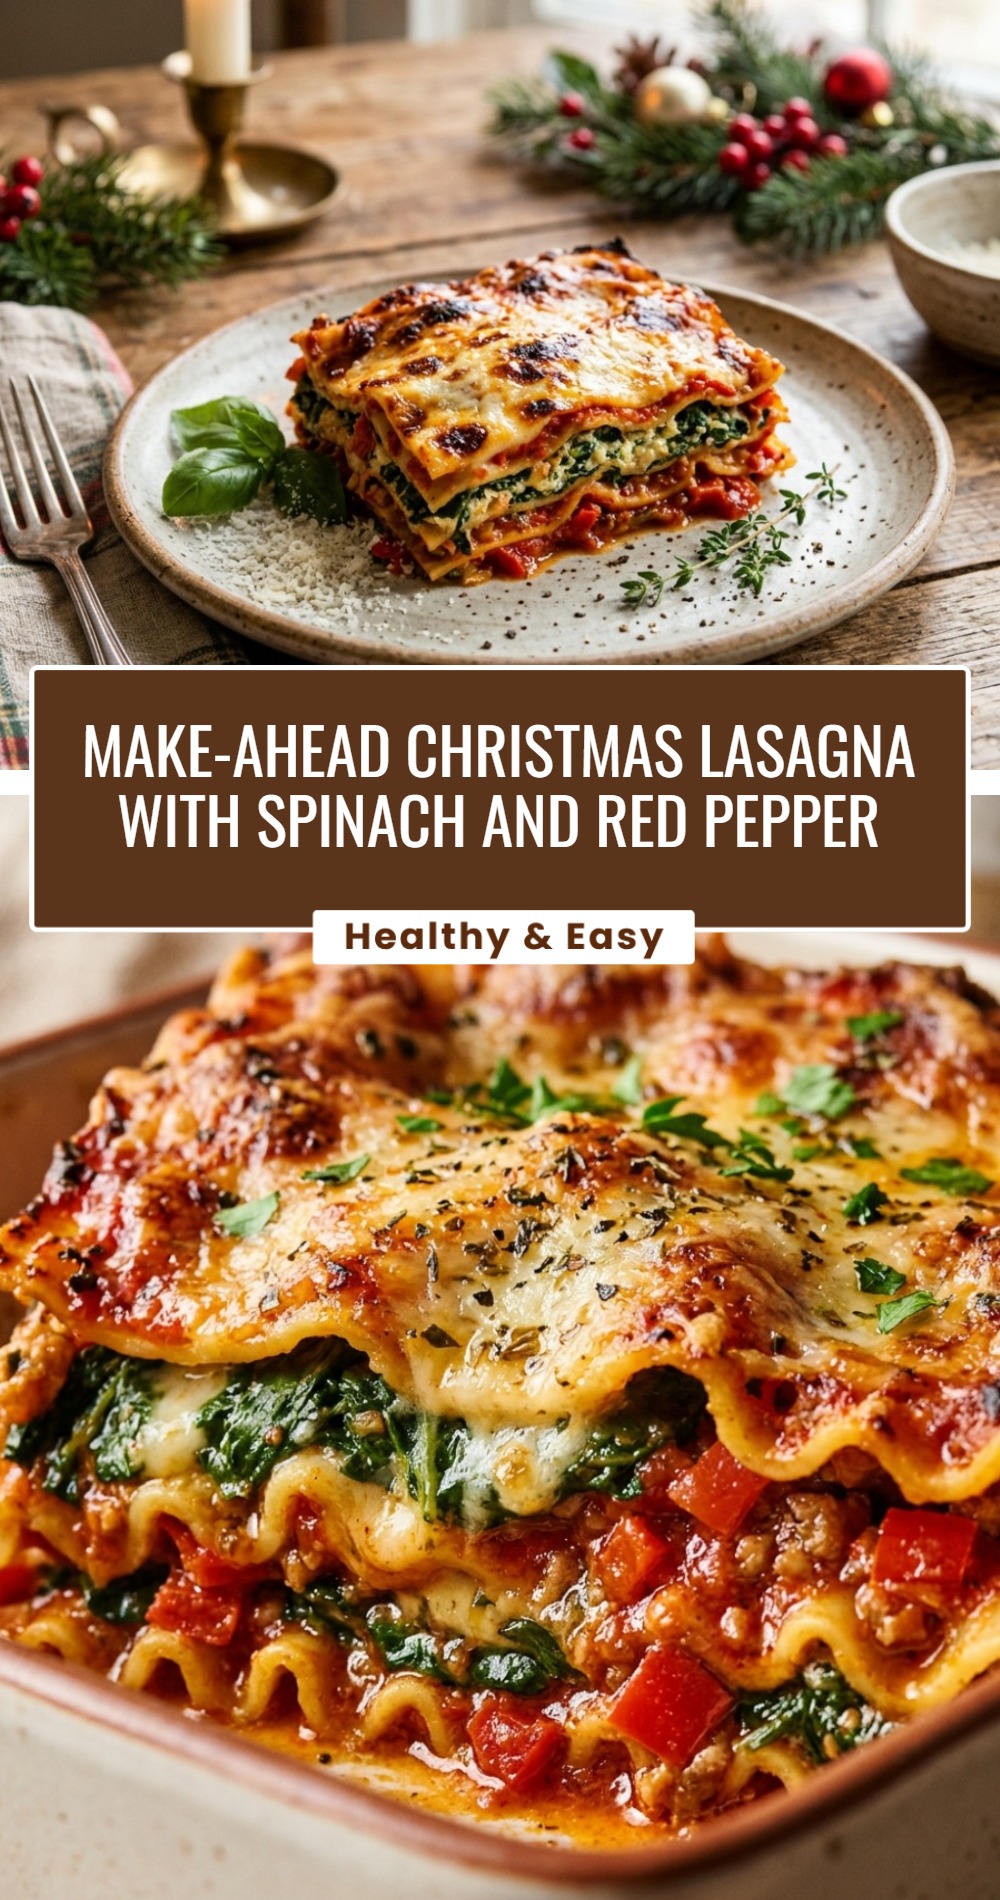 MAKE-AHEAD CHRISTMAS LASAGNA
WITH SPINACH AND RED PEPPER
Healthy & Easy